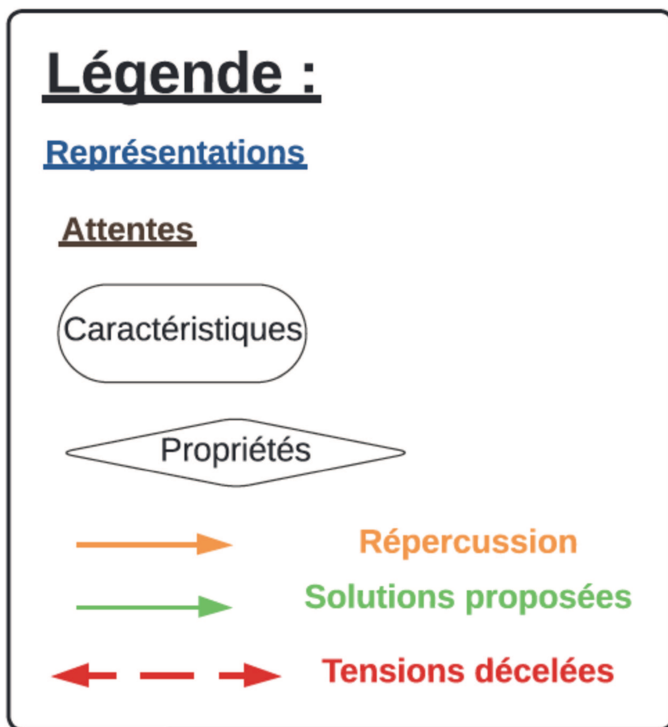 Légende :
Représentations
Attentes
Caractéristiques
Propriétés
Répercussion
Solutions proposées
Tensions décelées